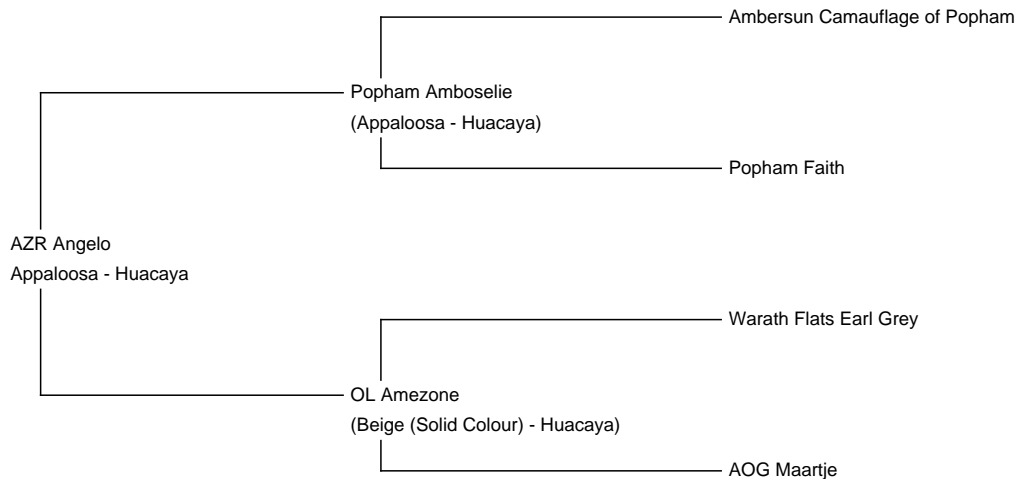 Ambersun Camauflage of Popham
Popham Amboselie
(Appaloosa - Huacaya)
Popham Faith
AZR Angelo
Appaloosa - Huacaya
Warath Flats Earl Grey
OL Amezone
(Beige (Solid Colour) - Huacaya)
AOG Maartje